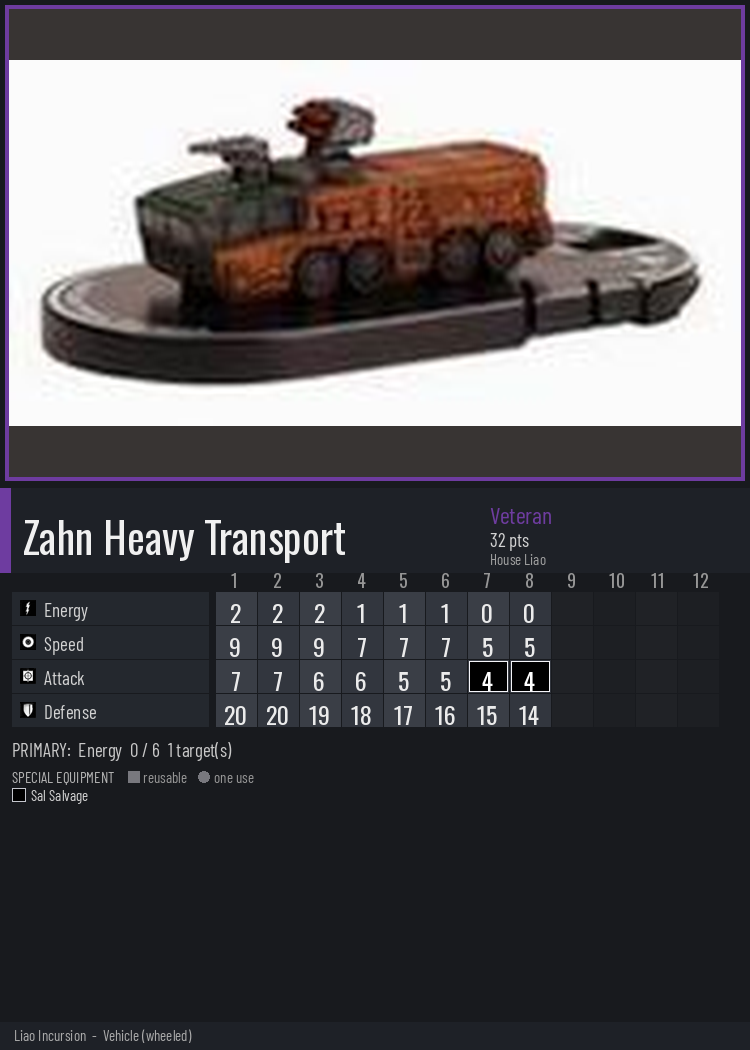 Zahn Heavy Transport
Veteran
32 pts
House Liao
1 2 3 4 5 6 7 8 9 10 11 12
Energy 2 2 2 1 1 1 0 0
Speed 9 9 9 7 7 7 5 5
Attack 7 7 6 6 5 5 4 4
Defense 20 20 19 18 17 16 15 14
PRIMARY: Energy 0 / 6 1 target(s)
SPECIAL EQUIPMENT reusable one use
Sal Salvage
Liao Incursion - Vehicle (wheeled)